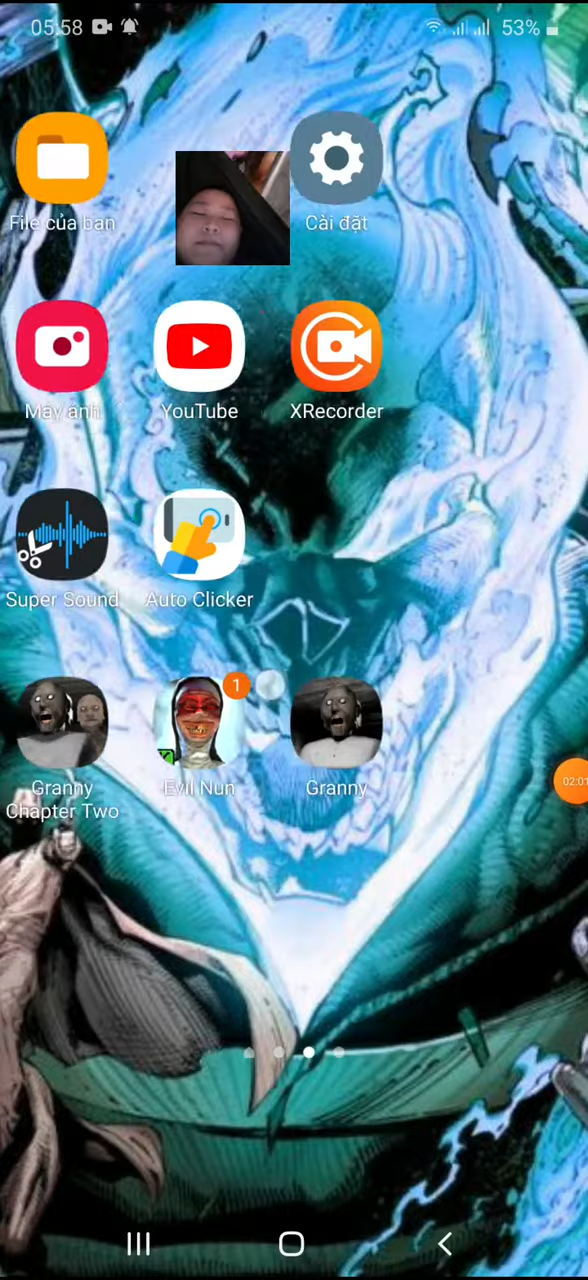 05:58
53%
File của bạn
Cài đặt
Máy ảnh
YouTube
XRecorder
Super Sound
Auto Clicker
1
Granny
Chapter Two
Evil Nun
Granny
02:01